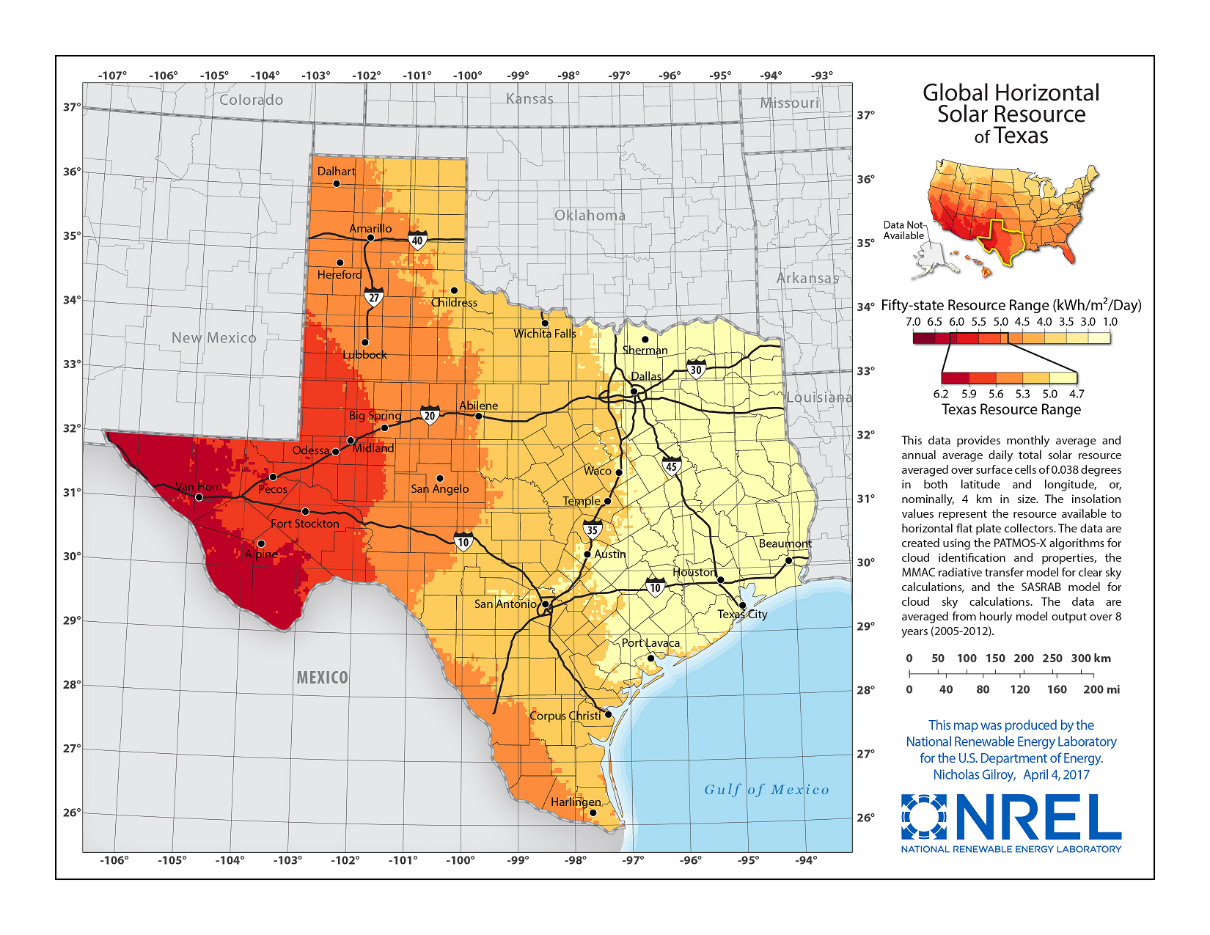 -107° -106° -105° -104° -103° -102° -101° -100° -99° -98° -97° -96° -95° -94° -93°
Colorado
Kansas
Missouri
37°
37°
36°
36°
Dalhart
Oklahoma
35°
35°
Amarillo
40
Hereford
Arkansas
27
Childress
34°
34°
New Mexico
Wichita Falls
Lubbock
Sherman
33°
33°
30
Dallas
Louisiana
Big Spring
20
Abilene
32°
32°
Odessa
Midland
45
Waco
Van Horn
Pecos
San Angelo
31°
31°
Temple
Fort Stockton
35
10
Beaumont
Alpine
Austin
30°
30°
Houston
10
San Antonio
Texas City
29°
29°
Port Lavaca
MEXICO
28°
28°
Corpus Christi
27°
27°
Gulf of Mexico
Harlingen
26°
26°
-106° -105° -104° -103° -102° -101° -100° -99° -98° -97° -96° -95° -94°
Global Horizontal
Solar Resource
of Texas
Data Not
Available
Fifty-state Resource Range (kWh/m²/Day)
7.0 6.5 6.0 5.5 5.0 4.5 4.0 3.5 3.0 1.0
6.2 5.9 5.6 5.3 5.0 4.7
Texas Resource Range
This data provides monthly average and
annual average daily total solar resource
averaged over surface cells of 0.038 degrees
in both latitude and longitude, or,
nominally, 4 km in size. The insolation
values represent the resource available to
horizontal flat plate collectors. The data are
created using the PATMOS-X algorithms for
cloud identification and properties, the
MMAC radiative transfer model for clear sky
calculations, and the SASRAB model for
cloud sky calculations. The data are
averaged from hourly model output over 8
years (2005-2012).
0 50 100 150 200 250 300 km
0 40 80 120 160 200 mi
This map was produced by the
National Renewable Energy Laboratory
for the U.S. Department of Energy.
Nicholas Gilroy, April 4, 2017
NREL
NATIONAL RENEWABLE ENERGY LABORATORY